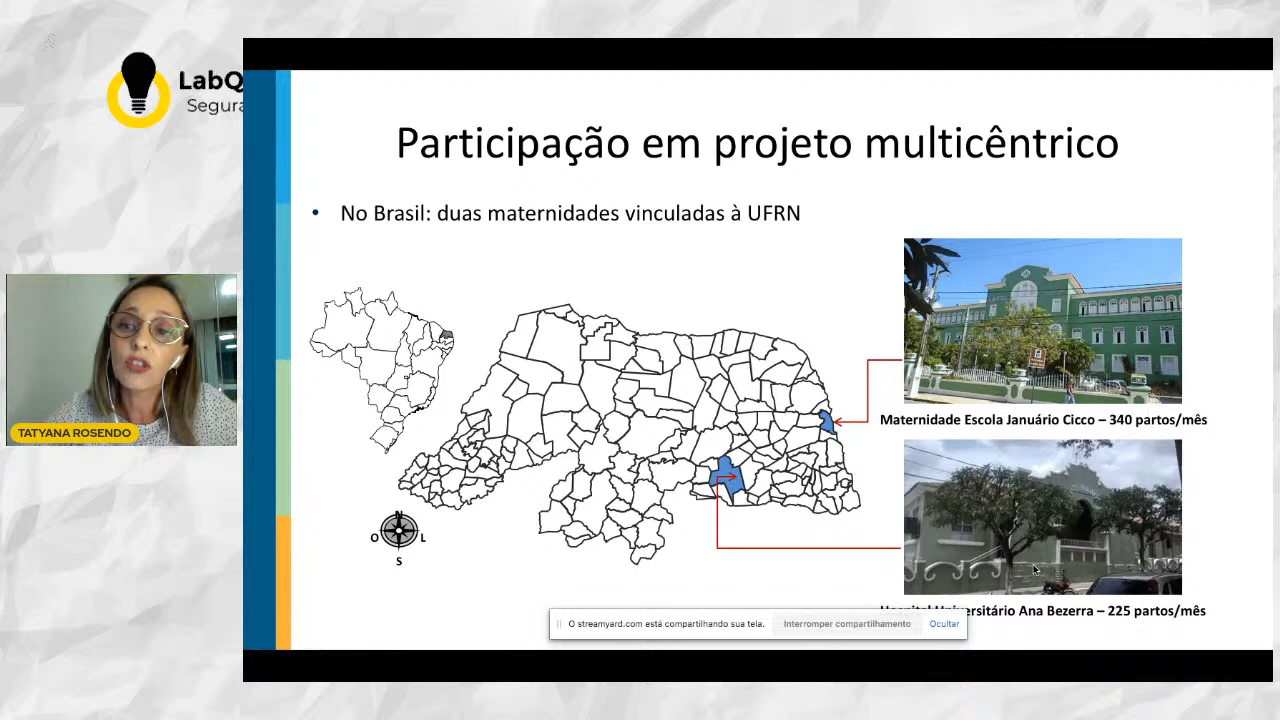 LabQ
Segura
Participação em projeto multicêntrico
• No Brasil: duas maternidades vinculadas à UFRN
TATYANA ROSENDO
Maternidade Escola Januário Cicco – 340 partos/mês
N
O L
S
Hospital Universitário Ana Bezerra – 225 partos/mês
O streamyard.com está compartilhando sua tela. Interromper compartilhamento Ocultar